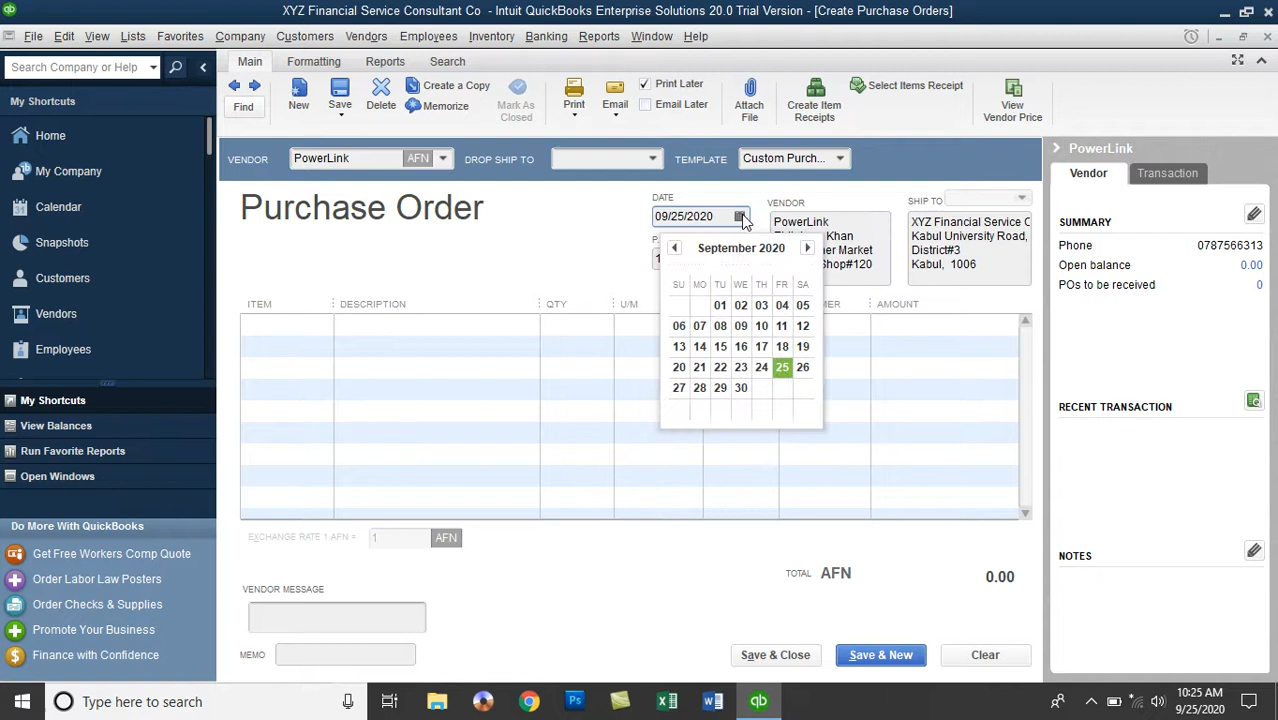 XYZ Financial Service Consultant Co - Intuit QuickBooks Enterprise Solutions 20.0 Trial Version - [Create Purchase Orders]
File Edit View Lists Favorites Company Customers Vendors Employees Inventory Banking Reports Window Help
Search Company or Help
Main Formatting Reports Search
Find
New
Save
Delete
Create a Copy
Memorize
Mark As
Closed
Print
Email
Print Later
Email Later
Attach
File
Create Item
Receipts
Select Items Receipt
View
Vendor Price
My Shortcuts
Home
My Company
Calendar
Snapshots
Customers
Vendors
Employees
My Shortcuts
View Balances
Run Favorite Reports
Open Windows
Do More With QuickBooks
Get Free Workers Comp Quote
Order Labor Law Posters
Order Checks & Supplies
Promote Your Business
Finance with Confidence
VENDOR PowerLink AFN DROP SHIP TO TEMPLATE Custom Purch...
Purchase Order
DATE
09/25/2020
VENDOR
PowerLink
Khan
Market
Shop#120
SHIP TO
XYZ Financial Service C
Kabul University Road,
District#3
Kabul, 1006
September 2020
SU MO TU WE TH FR SA
01 02 03 04 05
06 07 08 09 10 11 12
13 14 15 16 17 18 19
20 21 22 23 24 25 26
27 28 29 30
ITEM DESCRIPTION QTY U/M AMOUNT
EXCHANGE RATE 1 AFN = 1 AFN
TOTAL AFN 0.00
VENDOR MESSAGE
MEMO
Save & Close Save & New Clear
PowerLink
Vendor Transaction
SUMMARY
Phone 0787566313
Open balance 0.00
POs to be received 0
RECENT TRANSACTION
NOTES
Type here to search
10:25 AM
9/25/2020